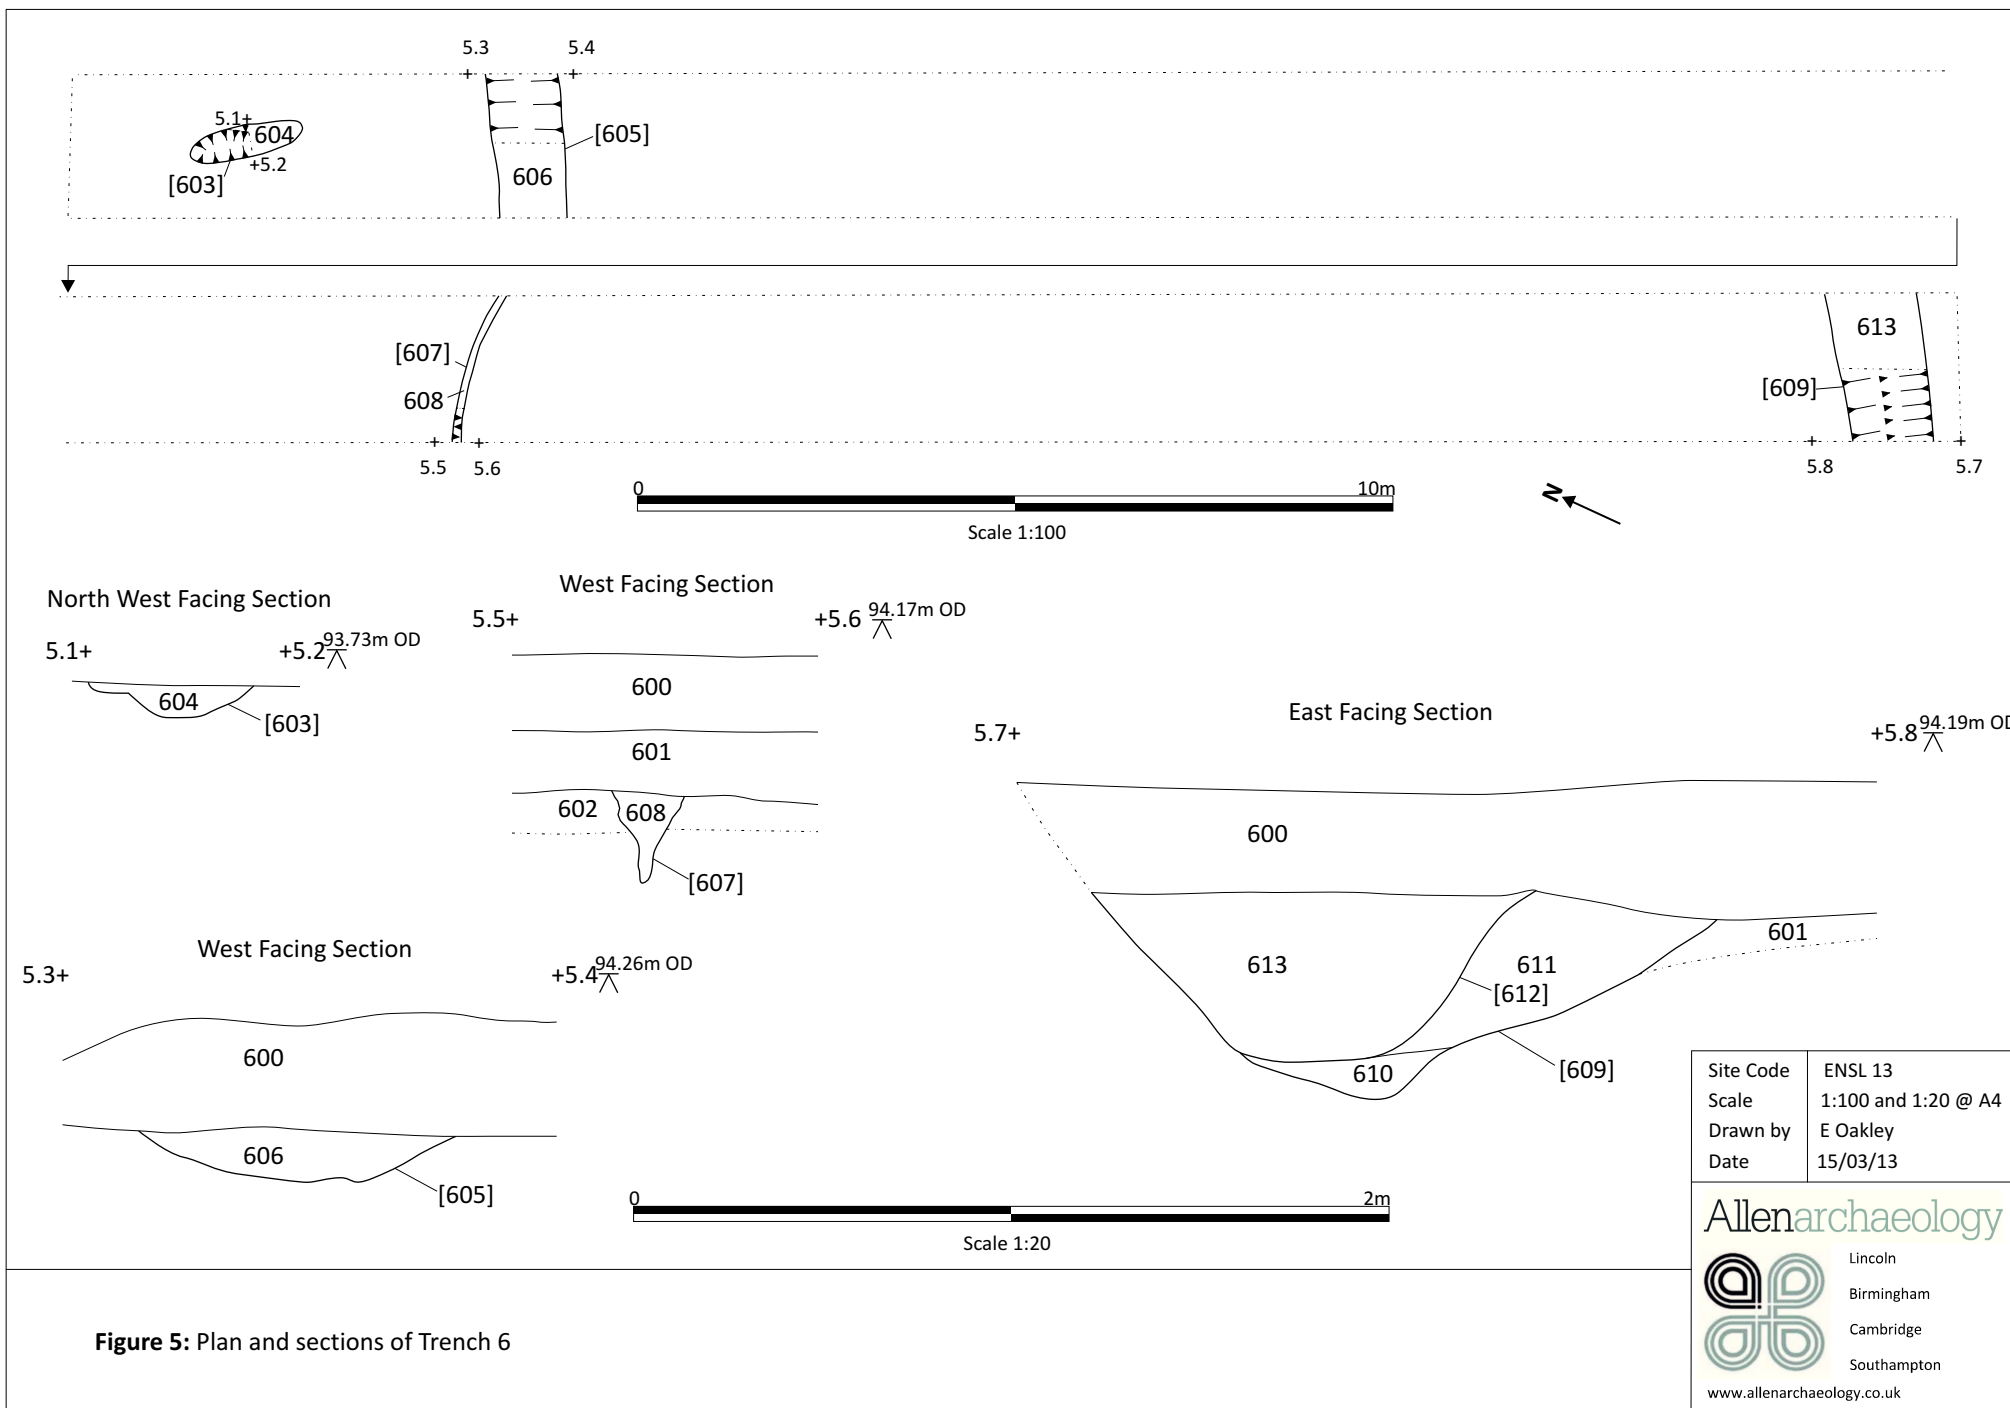 5.3 5.4
5.1+ 604
+5.2
[603]
[605]
606
[607]
608
5.5 5.6
613
[609]
5.8 5.7
0 10m
Scale 1:100
N
North West Facing Section
5.1+ +5.2 93.73m OD
604
[603]
West Facing Section
5.5+ +5.6 94.17m OD
600
601
602 608
[607]
East Facing Section
5.7+ +5.8 94.19m OD
600
601
613 611
[612]
610
[609]
West Facing Section
5.3+ +5.4 94.26m OD
600
606
[605]
0 2m
Scale 1:20
Site Code ENSL 13
Scale 1:100 and 1:20 @ A4
Drawn by E Oakley
Date 15/03/13
Allenarchaeology
Lincoln
Birmingham
Cambridge
Southampton
www.allenarchaeology.co.uk
Figure 5: Plan and sections of Trench 6